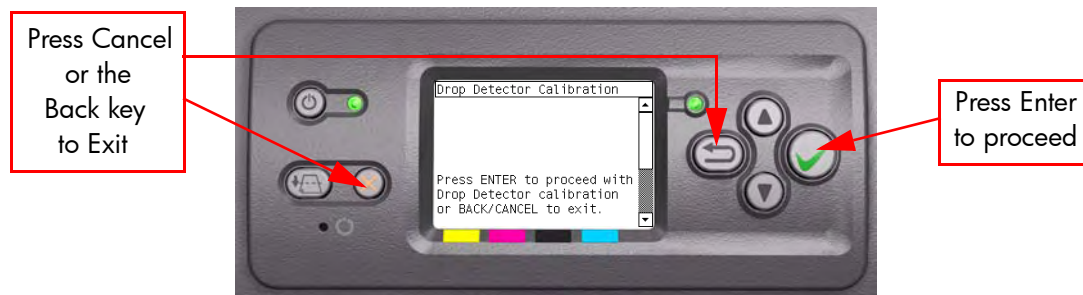 Press Cancel
or the
Back key
to Exit
Drop Detector Calibration
Press ENTER to proceed with
Drop Detector calibration
or BACK/CANCEL to exit.
Press Enter
to proceed